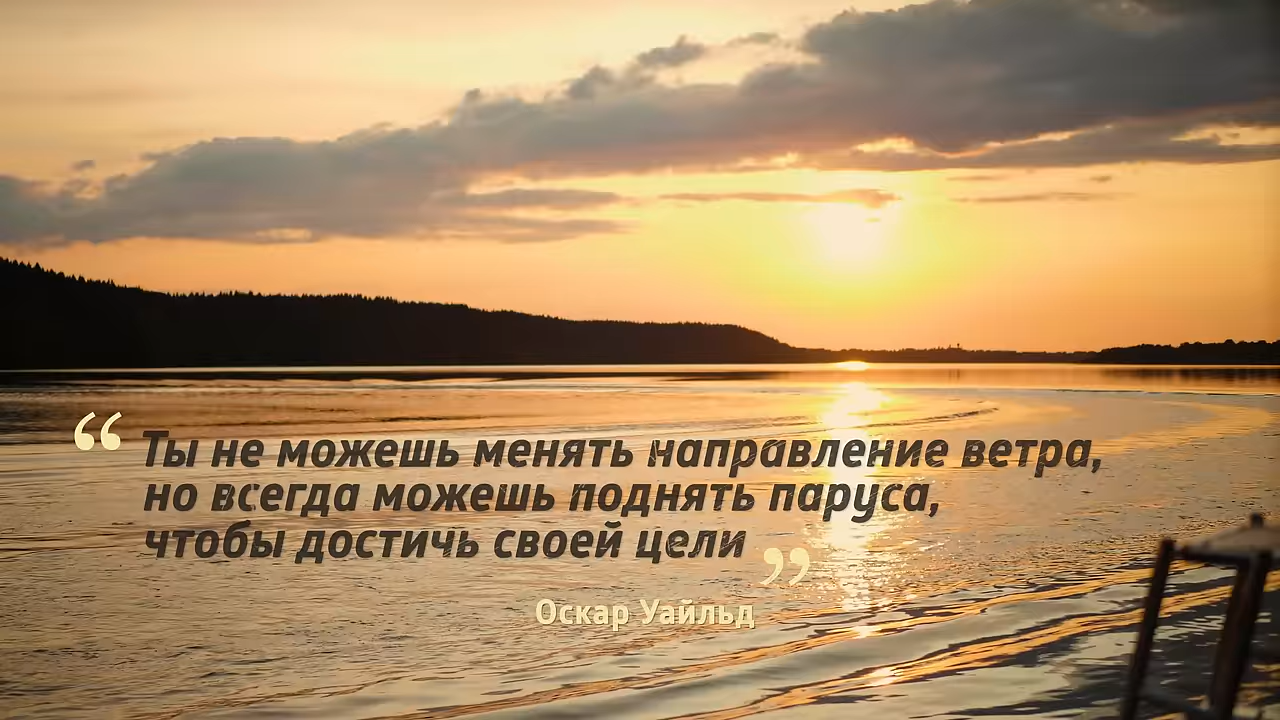 “ Ты не можешь менять направление ветра,
но всегда можешь поднять паруса,
чтобы достичь своей цели ”
Оскар Уайльд